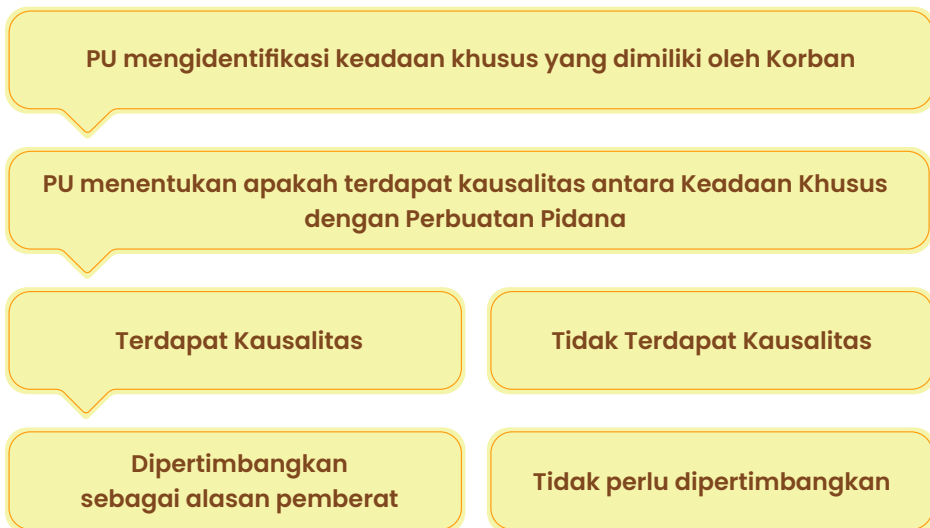 PU mengidentifikasi keadaan khusus yang dimiliki oleh Korban
PU menentukan apakah terdapat kausalitas antara Keadaan Khusus
dengan Perbuatan Pidana
Terdapat Kausalitas
Tidak Terdapat Kausalitas
Dipertimbangkan
sebagai alasan pemberat
Tidak perlu dipertimbangkan